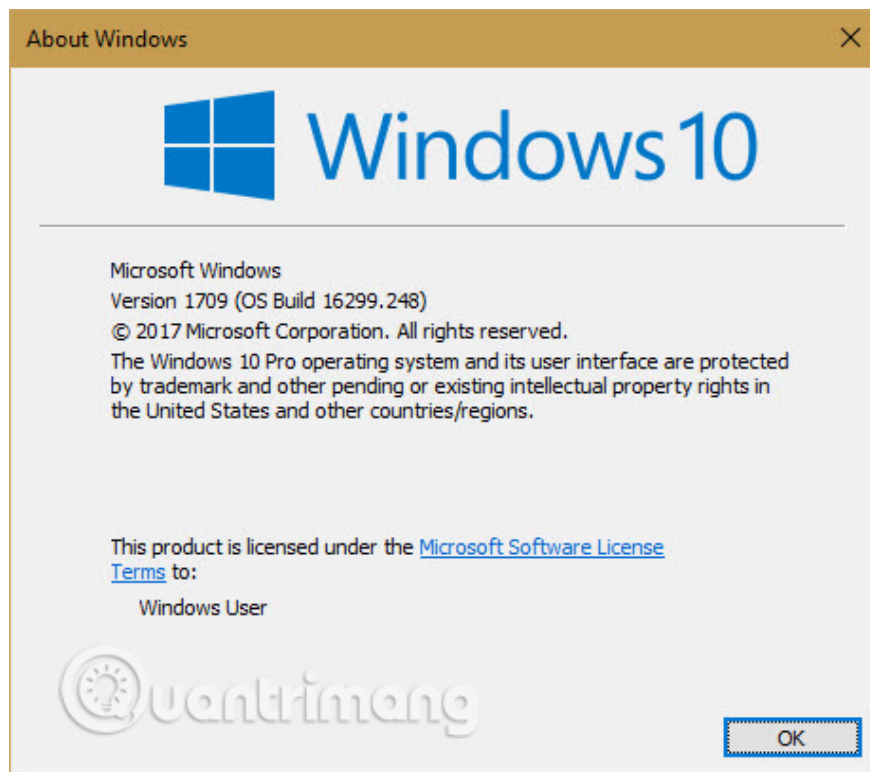 About Windows
Windows 10
Microsoft Windows
Version 1709 (OS Build 16299.248)
© 2017 Microsoft Corporation. All rights reserved.
The Windows 10 Pro operating system and its user interface are protected
by trademark and other pending or existing intellectual property rights in
the United States and other countries/regions.
This product is licensed under the Microsoft Software License
Terms to:
Windows User
Quantrimang
OK